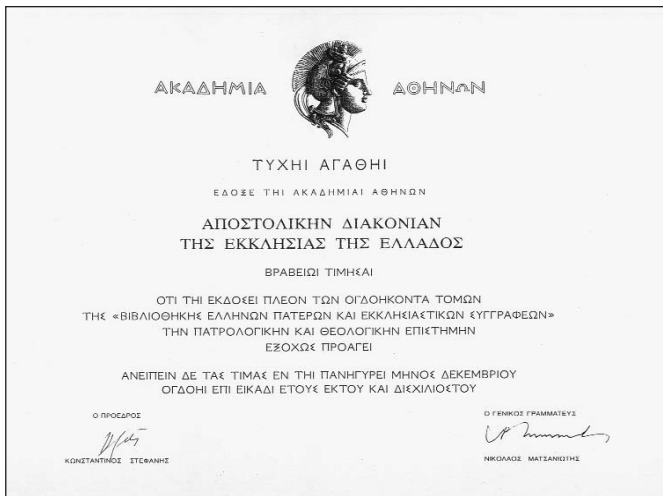 ΑΚΑΔΗΜΙΑ ΑΘΗΝΩΝ
ΤΥΧΗΙ ΑΓΑΘΗΙ
ΕΔΟΞΕ ΤΗΙ ΑΚΑΔΗΜΙΑΙ ΑΘΗΝΩΝ
ΑΠΟΣΤΟΛΙΚΗΝ ΔΙΑΚΟΝΙΑΝ
ΤΗΣ ΕΚΚΛΗΣΙΑΣ ΤΗΣ ΕΛΛΑΔΟΣ
ΒΡΑΒΕΙΩΙ ΤΙΜΗΣΑΙ
ΟΤΙ ΤΗΙ ΕΚΔΟΣΕΙ ΠΛΕΟΝ ΤΩΝ ΟΓΔΟΗΚΟΝΤΑ ΤΟΜΩΝ
ΤΗΣ «ΒΙΒΛΙΟΘΗΚΗΣ ΕΛΛΗΝΩΝ ΠΑΤΕΡΩΝ ΚΑΙ ΕΚΚΛΗΣΙΑΣΤΙΚΩΝ ΣΥΓΓΡΑΦΕΩΝ»
ΤΗΝ ΠΑΤΡΟΛΟΓΙΚΗΝ ΚΑΙ ΘΕΟΛΟΓΙΚΗΝ ΕΠΙΣΤΗΜΗΝ
ΕΞΟΧΩΣ ΠΡΟΑΓΕΙ
ΑΝΕΙΠΕΙΝ ΔΕ ΤΑΣ ΤΙΜΑΣ ΕΝ ΤΗΙ ΠΑΝΗΓΥΡΕΙ ΜΗΝΟΣ ΔΕΚΕΜΒΡΙΟΥ
ΟΓΔΟΗΙ ΕΠΙ ΕΙΚΑΔΙ ΕΤΟΥΣ ΕΚΤΟΥ ΚΑΙ ΔΙΣΧΙΛΙΟΣΤΟΥ
Ο ΠΡΟΕΔΡΟΣ
ΚΩΝΣΤΑΝΤΙΝΟΣ ΣΤΕΦΑΝΗΣ
Ο ΓΕΝΙΚΟΣ ΓΡΑΜΜΑΤΕΥΣ
ΝΙΚΟΛΑΟΣ ΜΑΤΣΑΝΙΩΤΗΣ